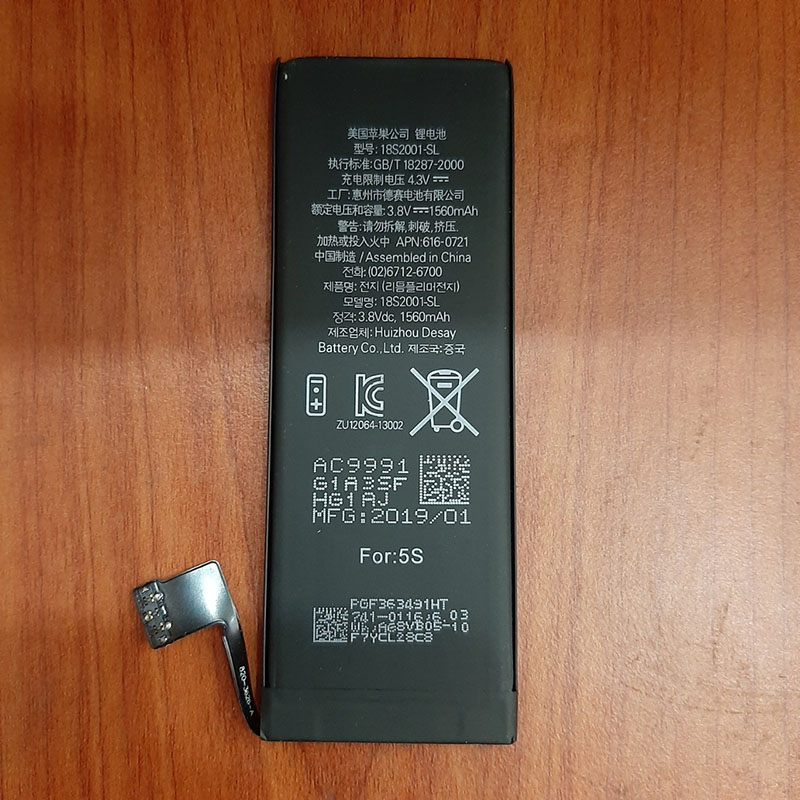 美国苹果公司 锂电池
型号: 18S2001-SL
执行标准:GB/T 18287-2000
充电限制电压 4.3V⎓
工厂: 惠州市德赛电池有限公司
额定电压和容量: 3.8V⎓1560mAh
警告:请勿拆解,刺破,挤压.
加热或投入火中 APN:616-0721
中国制造 /Assembled in China
전화: (02)6712-6700
제품명: 전지 (리튬폴리머전지)
모델명: 18S2001-SL
정격: 3.8Vdc, 1560mAh
제조업체: Huizhou Desay
Battery Co.,Ltd. 제조국:중국
ZU12064-13002
AC9991
G1A3SF
HG1AJ
MFG:2019/01
For:5S
PGF363491HT
F7YCL28C8
820-3626-A